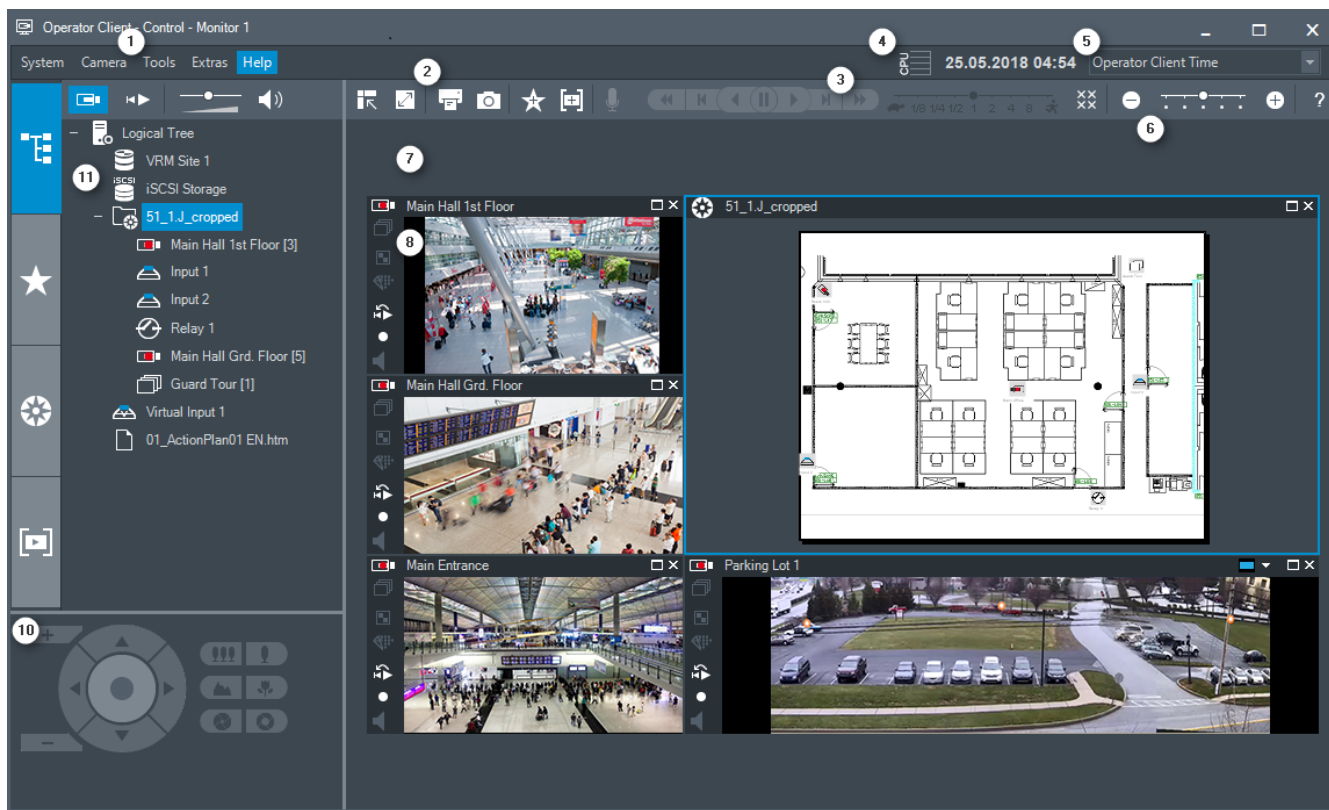 Operator Client - Control - Monitor 1
1
System Camera Tools Extras Help
2
3
4
CPU
25.05.2018 04:54
5
Operator Client Time
1/8 1/4 1/2 1 2 4 8
6
?
Logical Tree
VRM Site 1
11
iSCSI
iSCSI Storage
51_1.J_cropped
Main Hall 1st Floor [3]
Input 1
Input 2
Relay 1
Main Hall Grd. Floor [5]
Guard Tour [1]
Virtual Input 1
01_ActionPlan01 EN.htm
10
7
Main Hall 1st Floor
8
51_1.J_cropped
Relay 1
Main Hall Grd. Floor
Main Entrance
Parking Lot 1